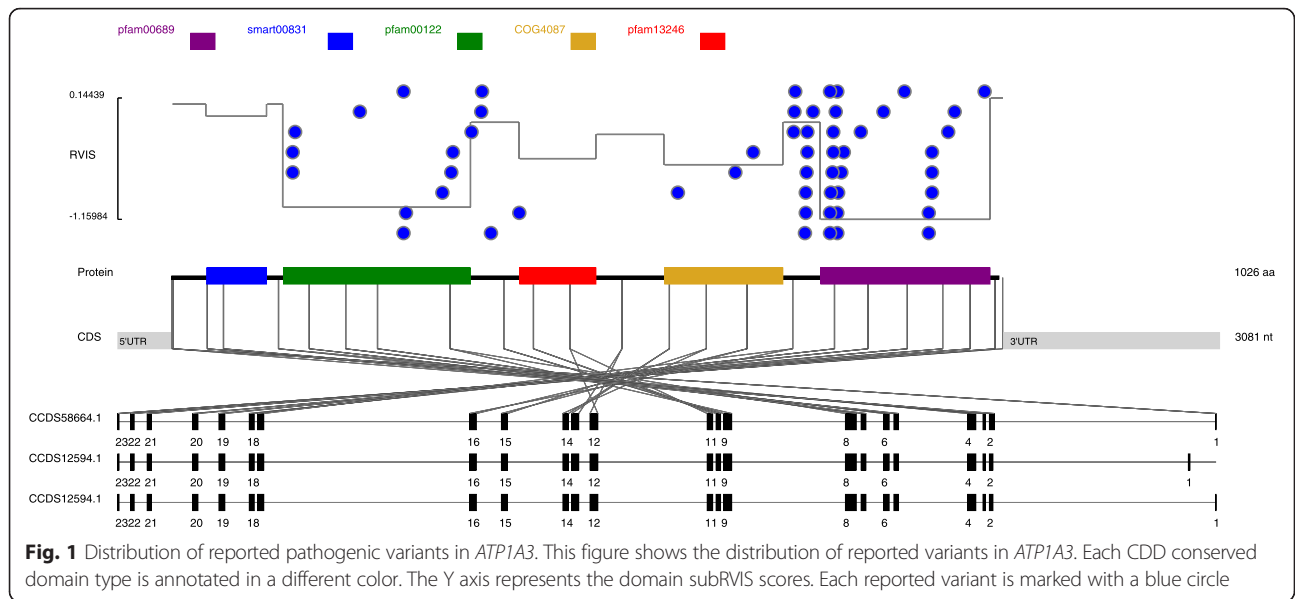 pfam00689 smart00831 pfam00122 COG4087 pfam13246
0.14439
RVIS
-1.15984
Protein 1026 aa
CDS 5'UTR 3'UTR 3081 nt
CCDS58664.1
23 22 21 20 19 18 16 15 14 12 11 9 8 6 4 2 1
CCDS12594.1
23 22 21 20 19 18 16 15 14 12 11 9 8 6 4 2 1
CCDS12594.1
23 22 21 20 19 18 16 15 14 12 11 9 8 6 4 2 1
Fig. 1 Distribution of reported pathogenic variants in ATP1A3. This figure shows the distribution of reported variants in ATP1A3. Each CDD conserved
domain type is annotated in a different color. The Y axis represents the domain subRVIS scores. Each reported variant is marked with a blue circle